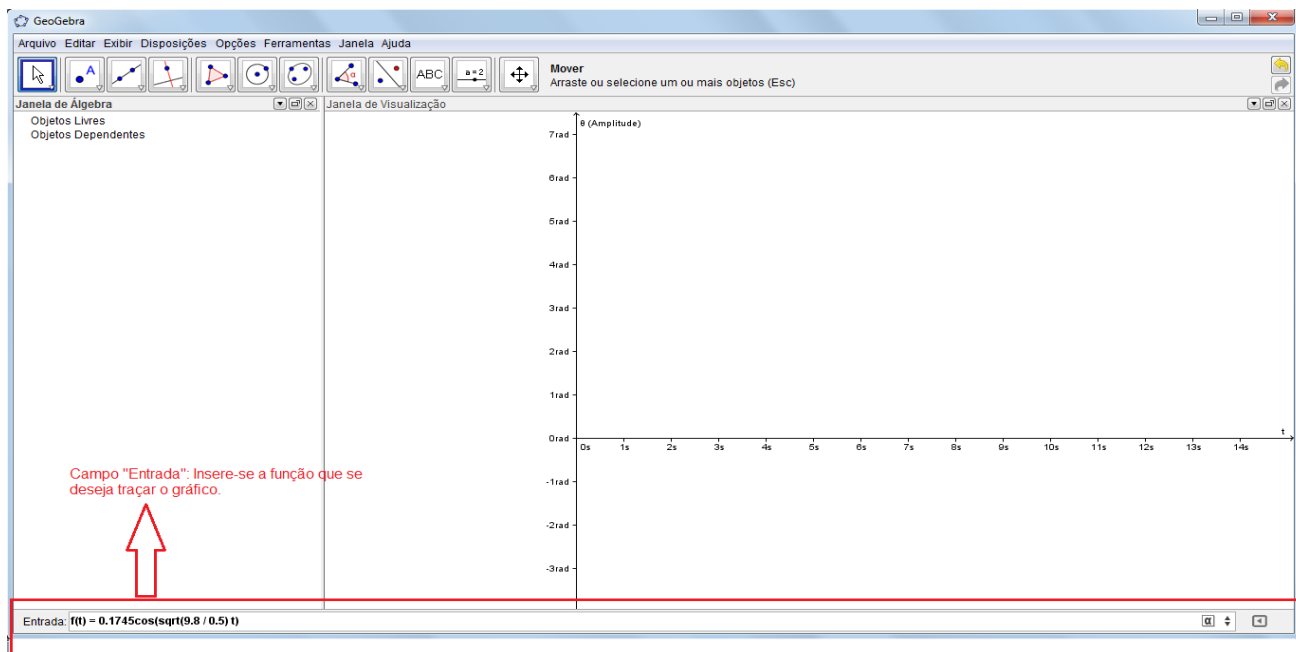 GeoGebra
Arquivo Editar Exibir Disposições Opções Ferramentas Janela Ajuda
A
α
ABC
a=2
Mover
Arraste ou selecione um ou mais objetos (Esc)
Janela de Álgebra
Janela de Visualização
Objetos Livres
Objetos Dependentes
θ (Amplitude)
7rad
6rad
5rad
4rad
3rad
2rad
1rad
0rad
-1rad
-2rad
-3rad
0s 1s 2s 3s 4s 5s 6s 7s 8s 9s 10s 11s 12s 13s 14s
t
Campo "Entrada": Insere-se a função que se
deseja traçar o gráfico.
Entrada: f(t) = 0.1745cos(sqrt(9.8 / 0.5) t)
α